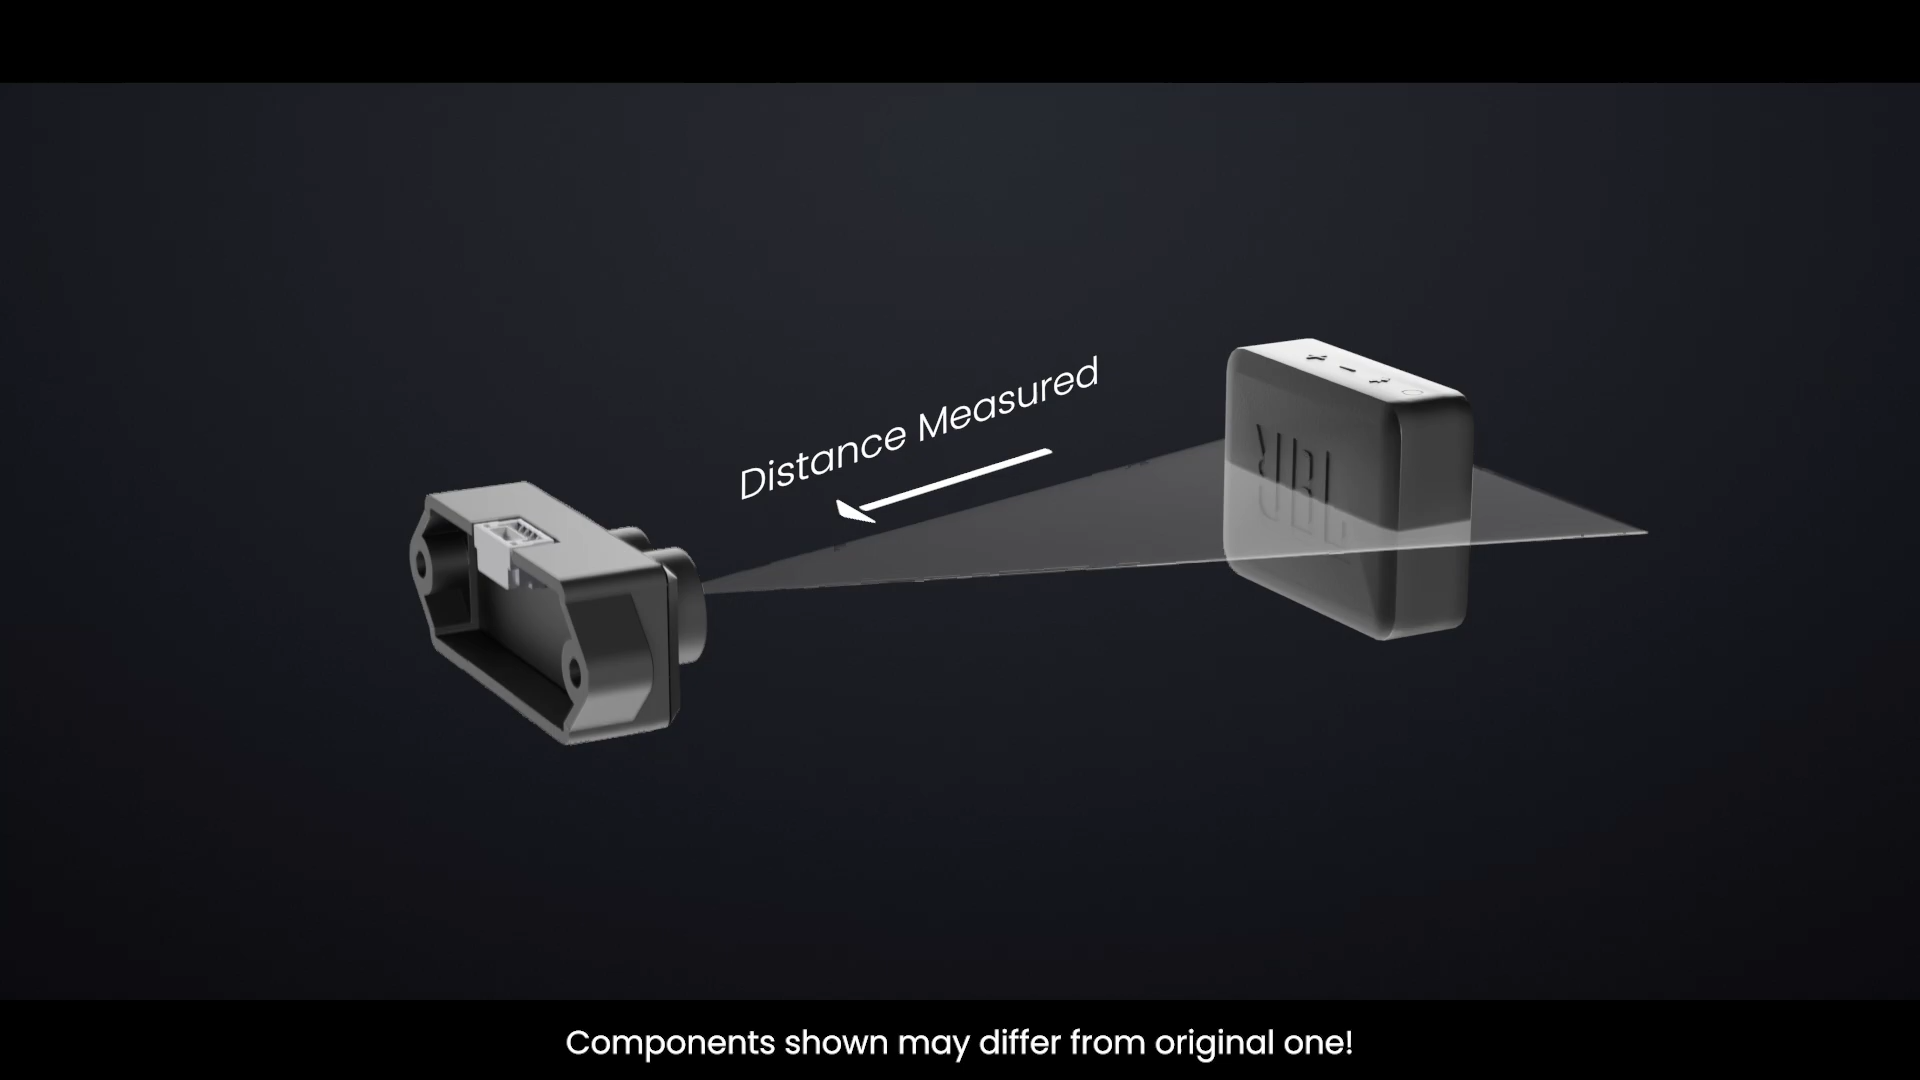 Distance Measured
JBL
Components shown may differ from original one!